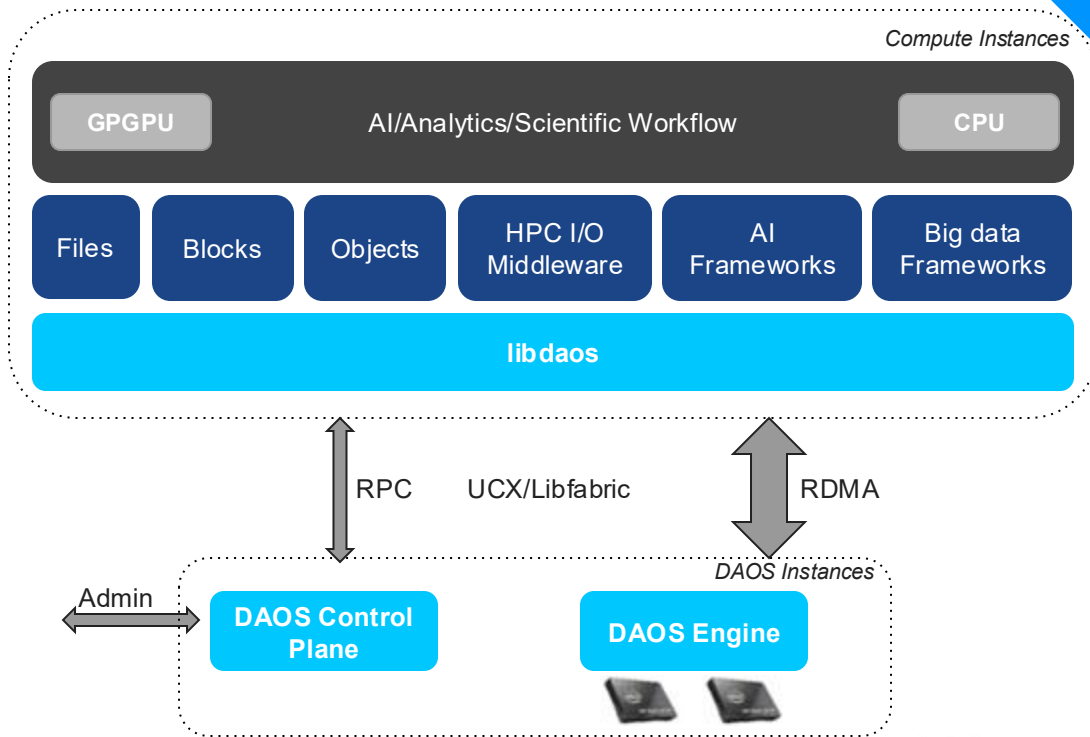 Compute Instances
GPGPU
AI/Analytics/Scientific Workflow
CPU
Files
Blocks
Objects
HPC I/O
Middleware
AI
Frameworks
Big data
Frameworks
libdaos
RPC
UCX/Libfabric
RDMA
DAOS Instances
Admin
DAOS Control
Plane
DAOS Engine